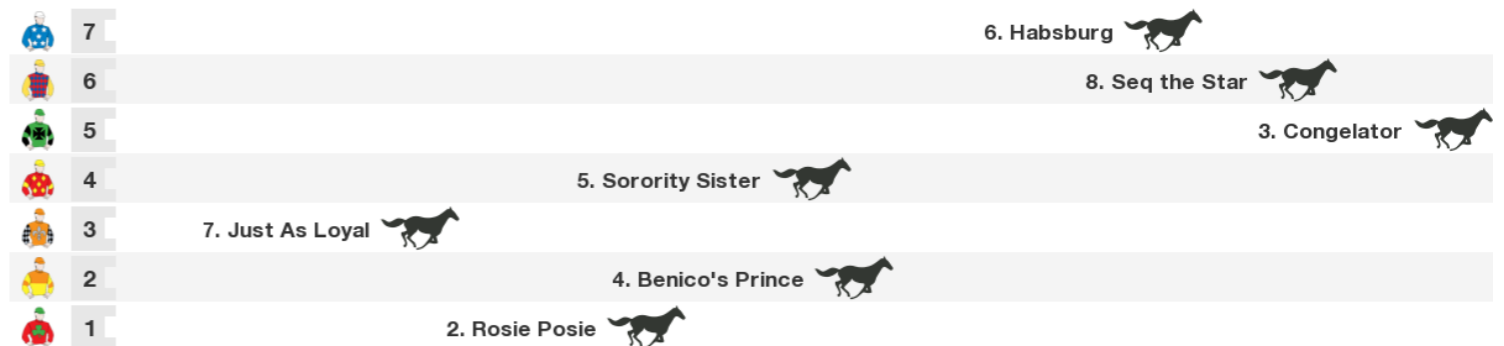 7 6. Habsburg
6 8. Seq the Star
5 3. Congelator
4 5. Sorority Sister
3 7. Just As Loyal
2 4. Benico's Prince
1 2. Rosie Posie